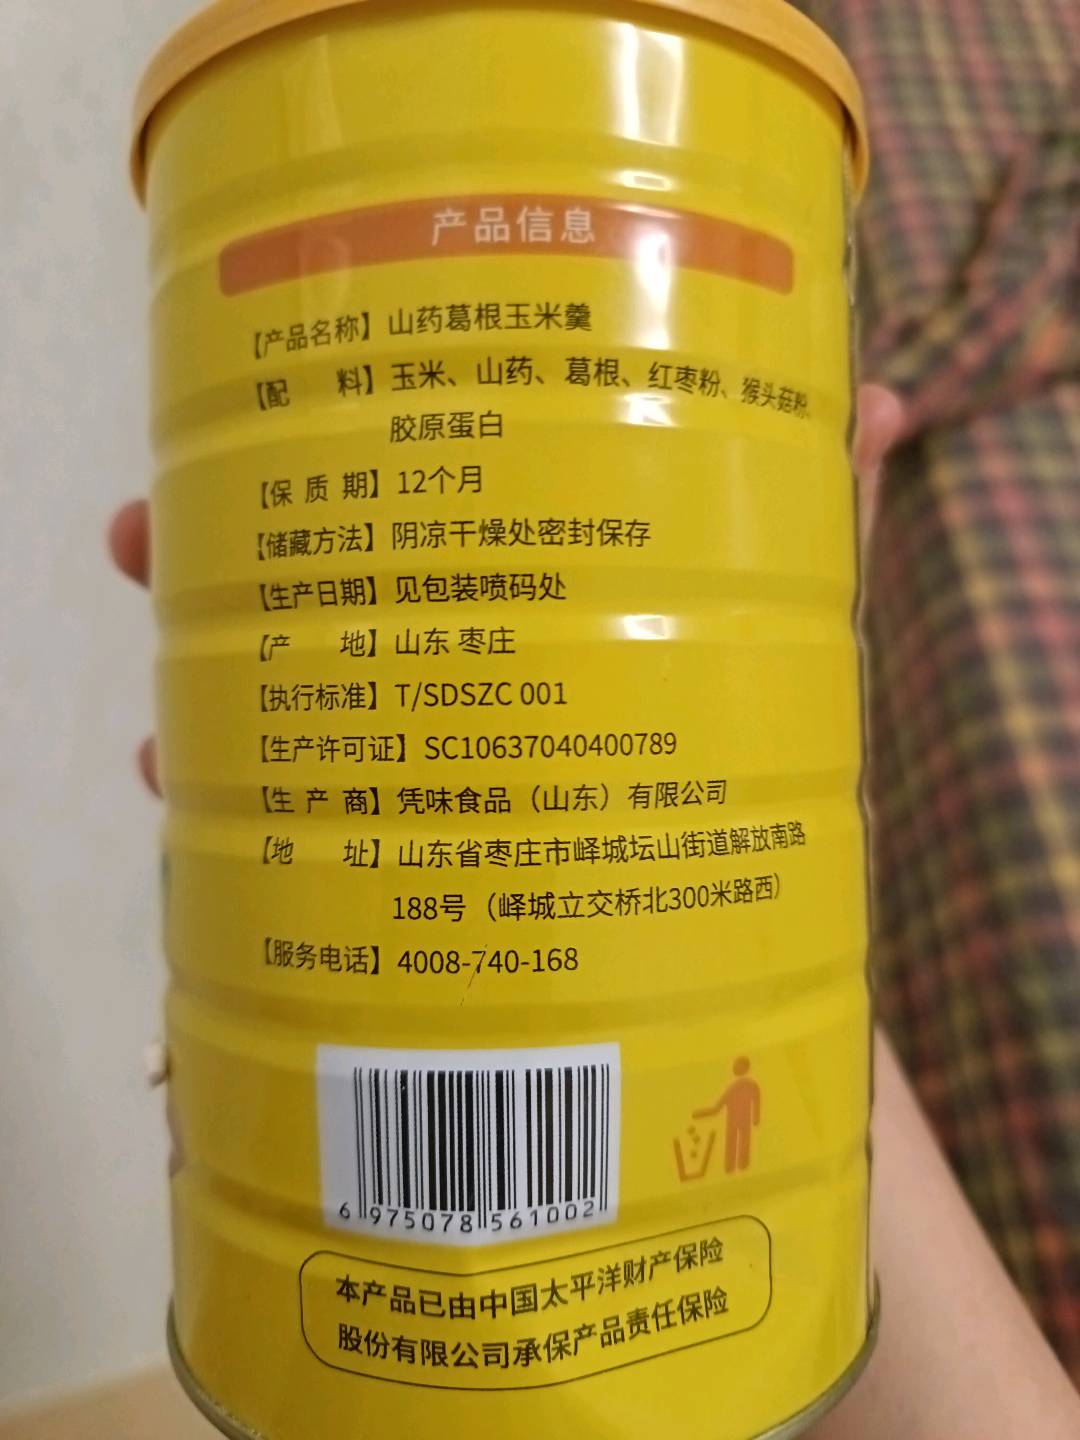 产品信息
【产品名称】山药葛根玉米羹
【配 料】玉米、山药、葛根、红枣粉、猴头菇粉、
胶原蛋白
【保 质 期】12个月
【储藏方法】阴凉干燥处密封保存
【生产日期】见包装喷码处
【产 地】山东 枣庄
【执行标准】T/SDSZC 001
【生产许可证】SC10637040400789
【生 产 商】凭味食品（山东）有限公司
【地 址】山东省枣庄市峄城坛山街道解放南路
188号（峄城立交桥北300米路西）
【服务电话】4008-740-168
6 975078 561002
本产品已由中国太平洋财产保险
股份有限公司承保产品责任保险